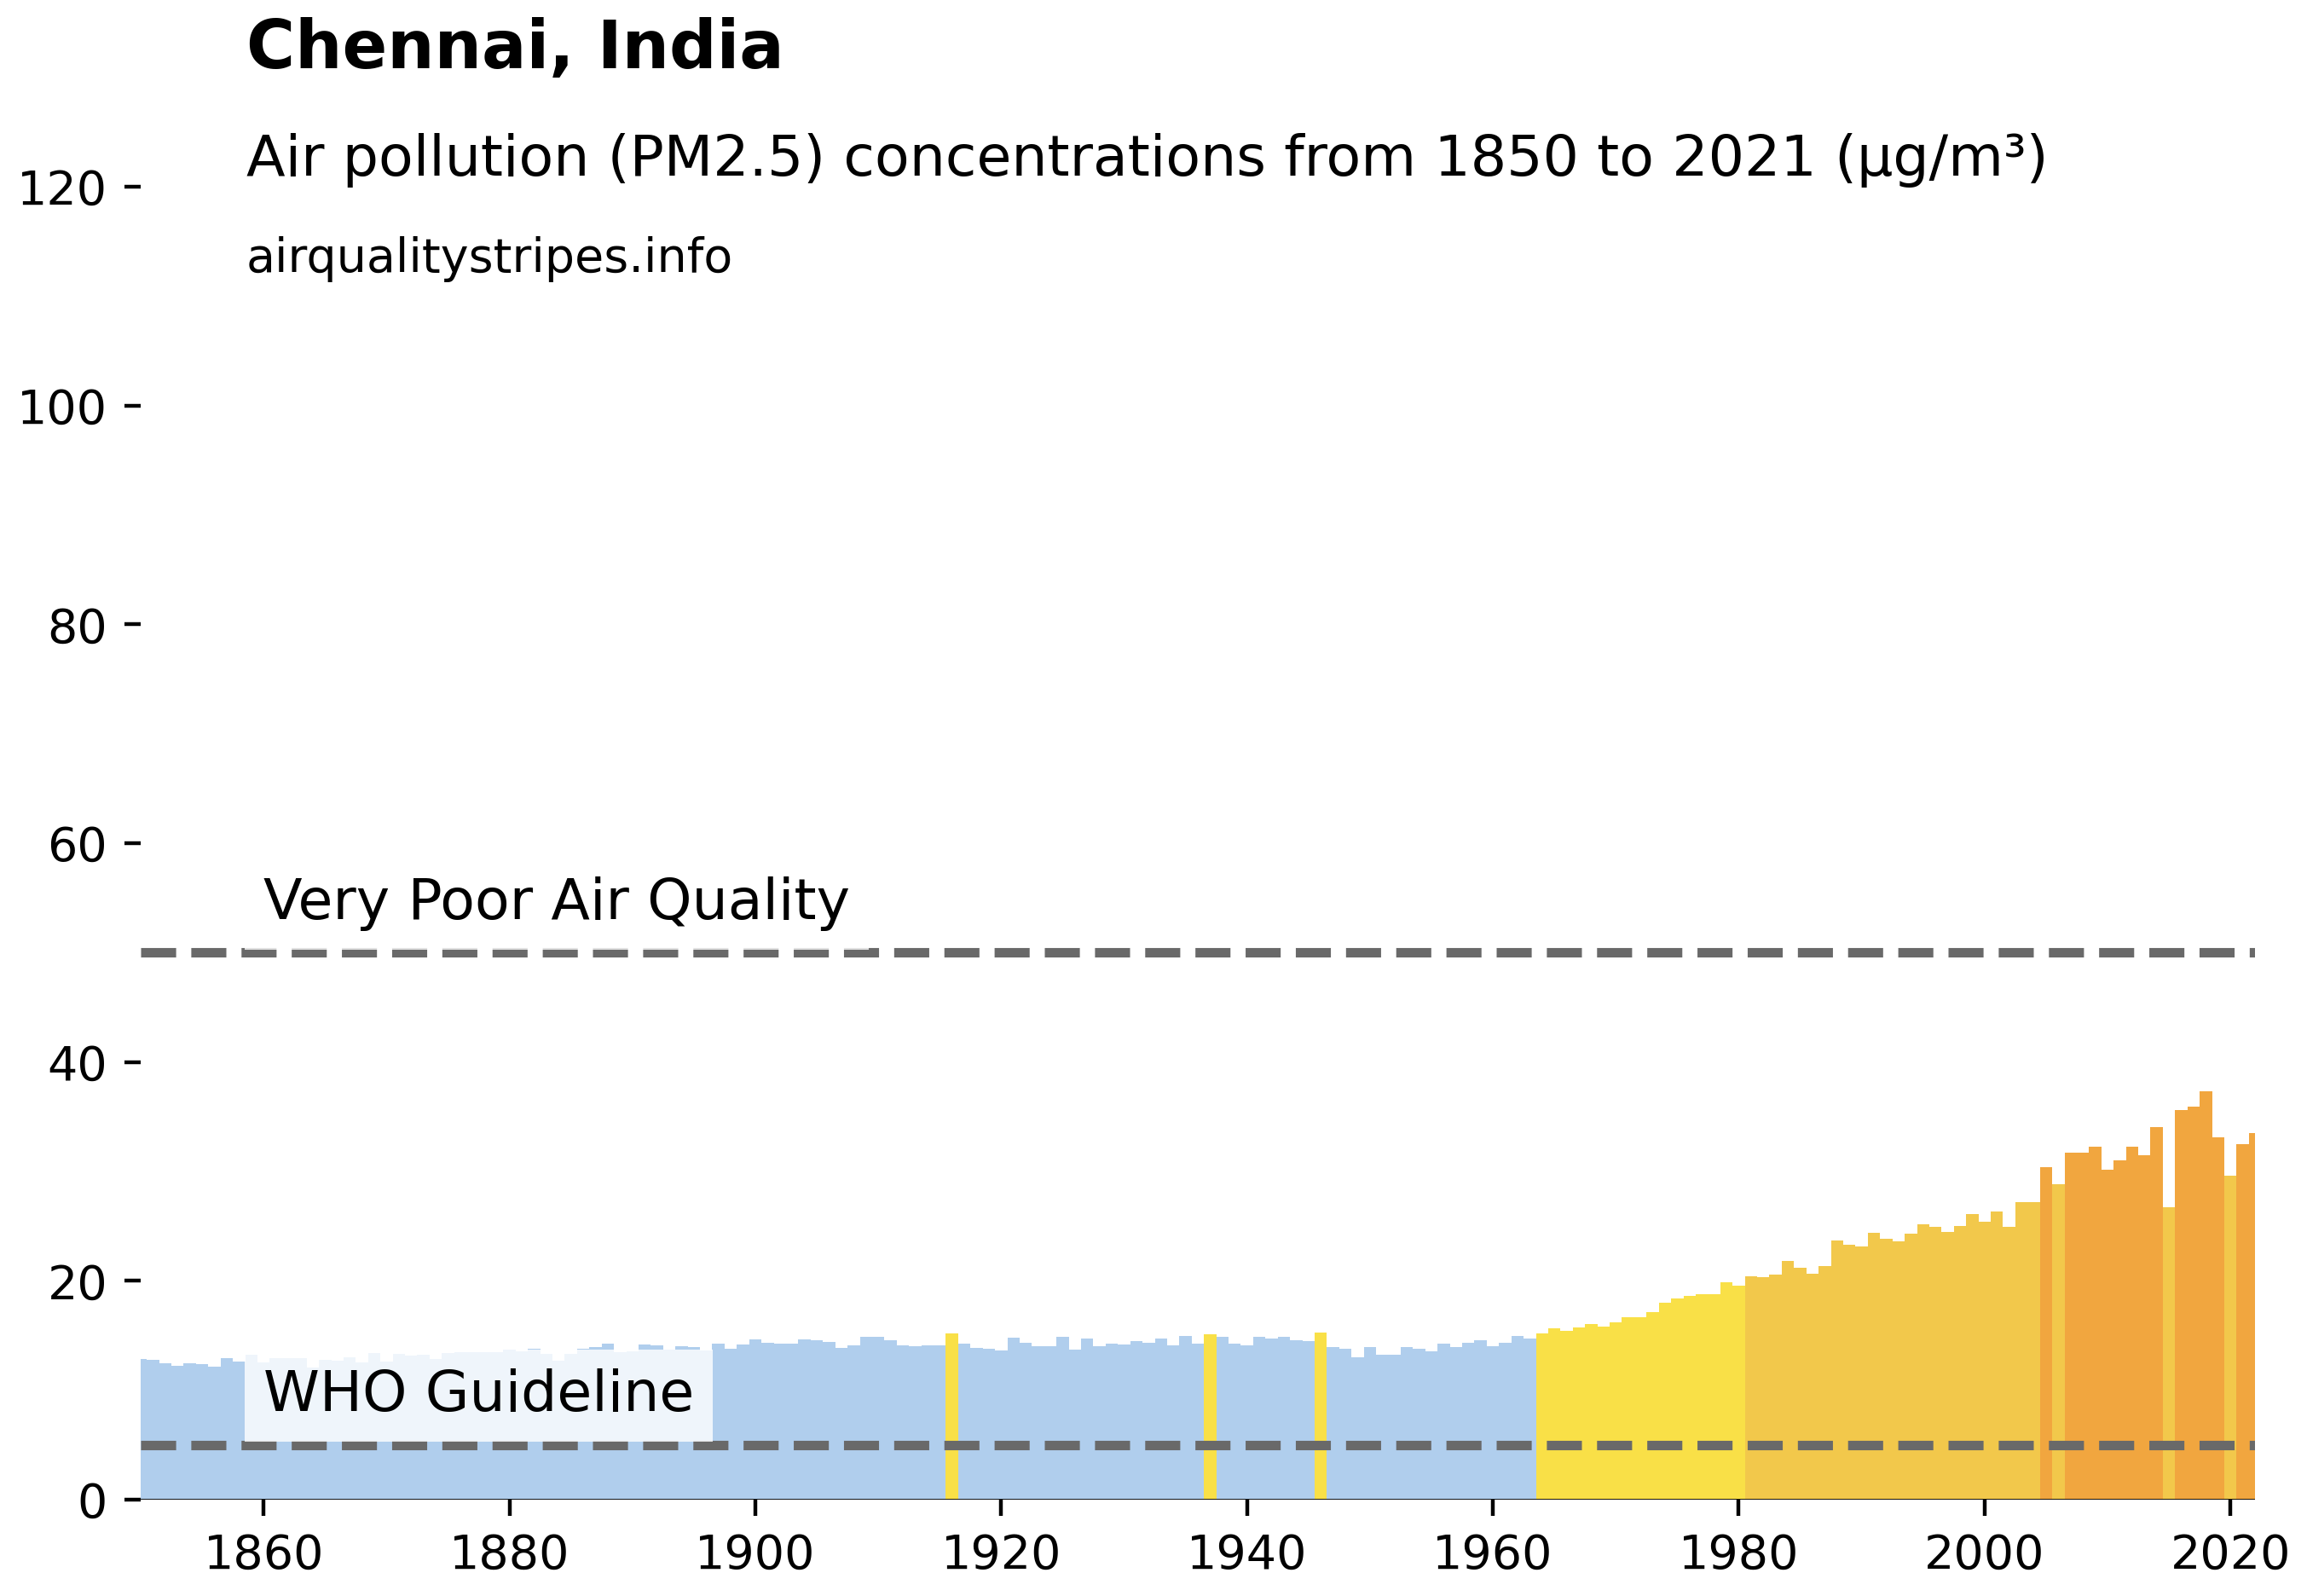 Chennai, India
Air pollution (PM2.5) concentrations from 1850 to 2021 (µg/m³)
airqualitystripes.info
120
100
80
60
Very Poor Air Quality
40
20
WHO Guideline
0
1860 1880 1900 1920 1940 1960 1980 2000 2020